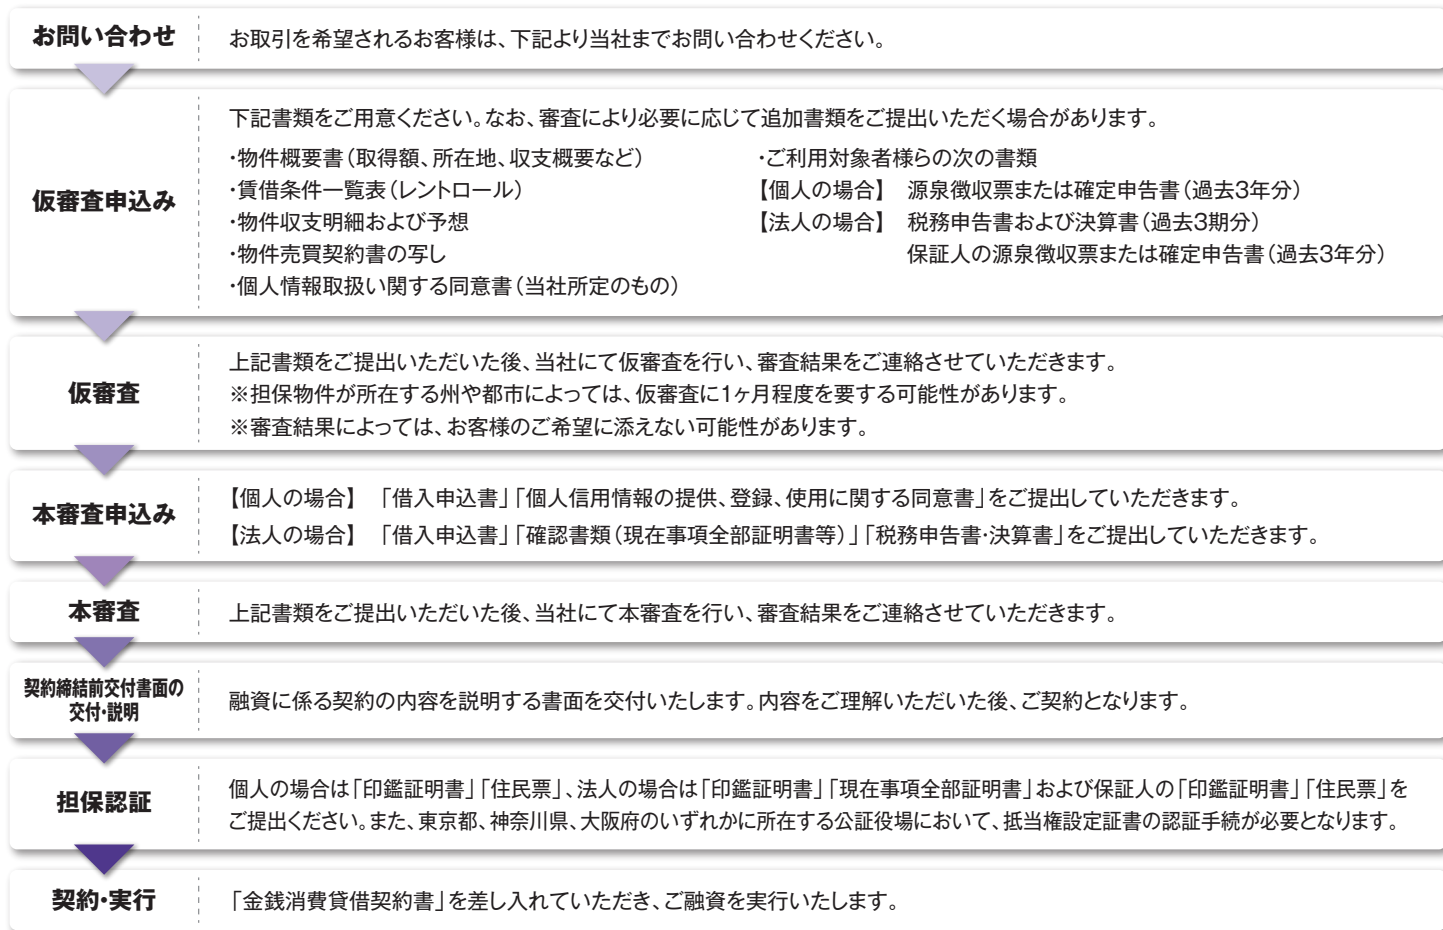 お問い合わせ
お取引を希望されるお客様は、下記より当社までお問い合わせください。
仮審査申込み
下記書類をご用意ください。なお、審査により必要に応じて追加書類をご提出いただく場合があります。
・物件概要書(取得額、所在地、収支概要など)
・賃借条件一覧表(レントロール)
・物件収支明細および予想
・物件売買契約書の写し
・個人情報取扱い関する同意書(当社所定のもの)
・ご利用対象者様らの次の書類
【個人の場合】 源泉徴収票または確定申告書(過去3年分)
【法人の場合】 税務申告書および決算書(過去3期分)
保証人の源泉徴収票または確定申告書(過去3年分)
仮審査
上記書類をご提出いただいた後、当社にて仮審査を行い、審査結果をご連絡させていただきます。
※担保物件が所在する州や都市によっては、仮審査に1ヶ月程度を要する可能性があります。
※審査結果によっては、お客様のご希望に添えない可能性があります。
本審査申込み
【個人の場合】 「借入申込書」「個人信用情報の提供、登録、使用に関する同意書」をご提出していただきます。
【法人の場合】 「借入申込書」「確認書類(現在事項全部証明書等)」「税務申告書・決算書」をご提出していただきます。
本審査
上記書類をご提出いただいた後、当社にて本審査を行い、審査結果をご連絡させていただきます。
契約締結前交付書面の
交付・説明
融資に係る契約の内容を説明する書面を交付いたします。内容をご理解いただいた後、ご契約となります。
担保認証
個人の場合は「印鑑証明書」「住民票」、法人の場合は「印鑑証明書」「現在事項全部証明書」および保証人の「印鑑証明書」「住民票」を
ご提出ください。また、東京都、神奈川県、大阪府のいずれかに所在する公証役場において、抵当権設定証書の認証手続が必要となります。
契約・実行
「金銭消費貸借契約書」を差し入れていただき、ご融資を実行いたします。